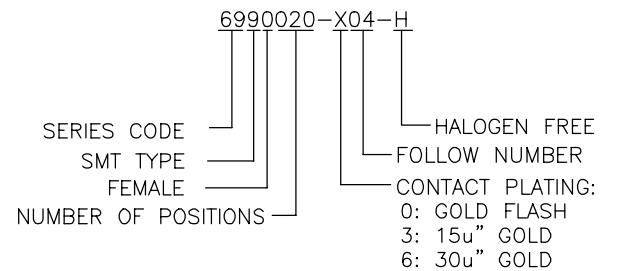 6990020-X04-H
SERIES CODE
SMT TYPE
FEMALE
NUMBER OF POSITIONS
HALOGEN FREE
FOLLOW NUMBER
CONTACT PLATING:
0: GOLD FLASH
3: 15u" GOLD
6: 30u" GOLD